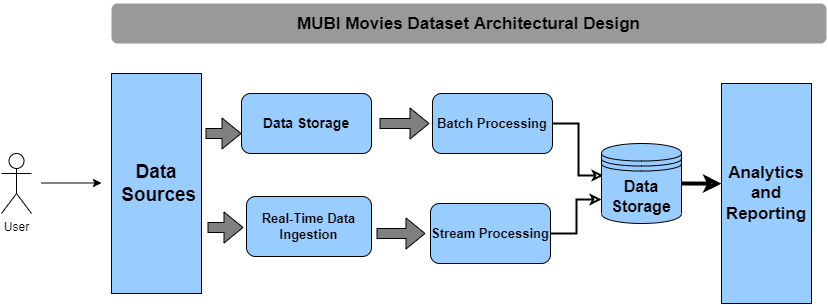 MUBI Movies Dataset Architectural Design
User
Data
Sources
Data Storage
Batch Processing
Real-Time Data
Ingestion
Stream Processing
Data
Storage
Analytics
and
Reporting